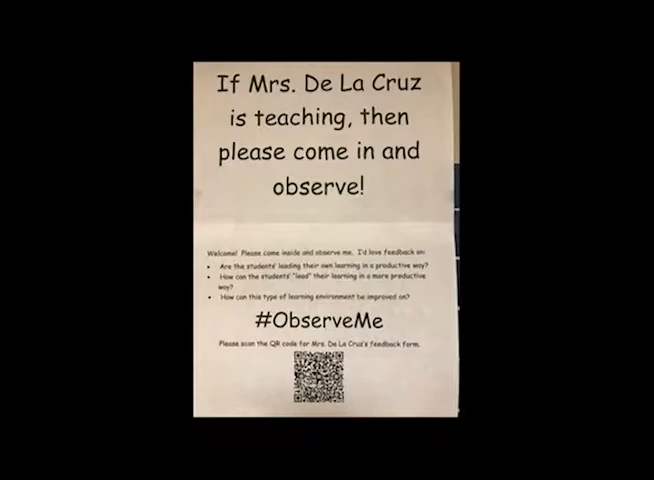 If Mrs. De La Cruz
is teaching, then
please come in and
observe!
Welcome! Please come inside and observe me. I'd love feedback on:
• Are the students' leading their own learning in a productive way?
• How can the students' "lead" their learning in a more productive
way?
• How can this type of learning environment be improved on?
#ObserveMe
Please scan the QR code for Mrs. De La Cruz's feedback form.